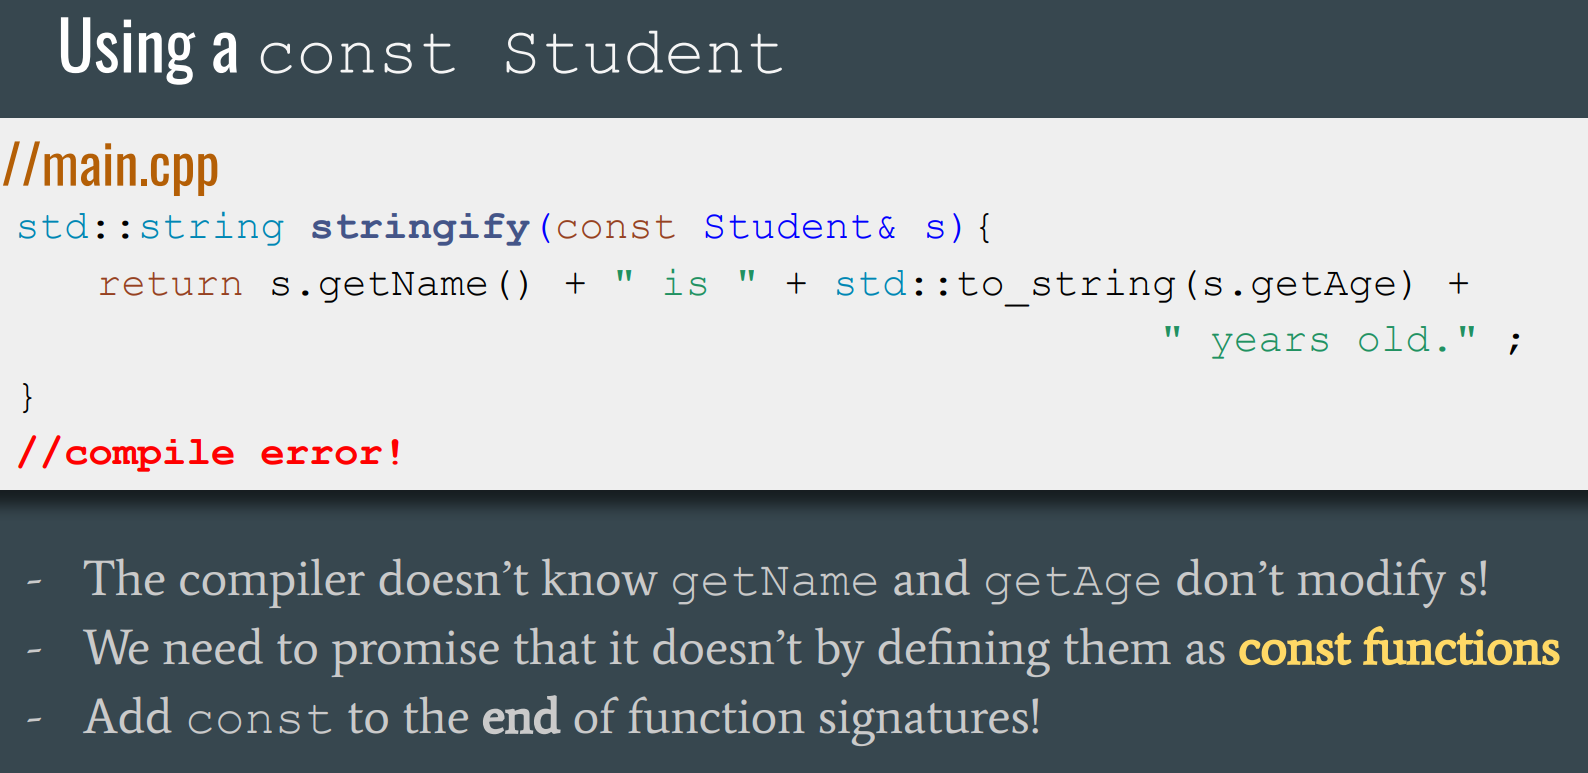 Using a const Student
//main.cpp
std::string stringify(const Student& s){
return s.getName() + " is " + std::to_string(s.getAge) +
" years old." ;
}
//compile error!
- The compiler doesn’t know getName and getAge don’t modify s!
- We need to promise that it doesn’t by defining them as const functions
- Add const to the end of function signatures!